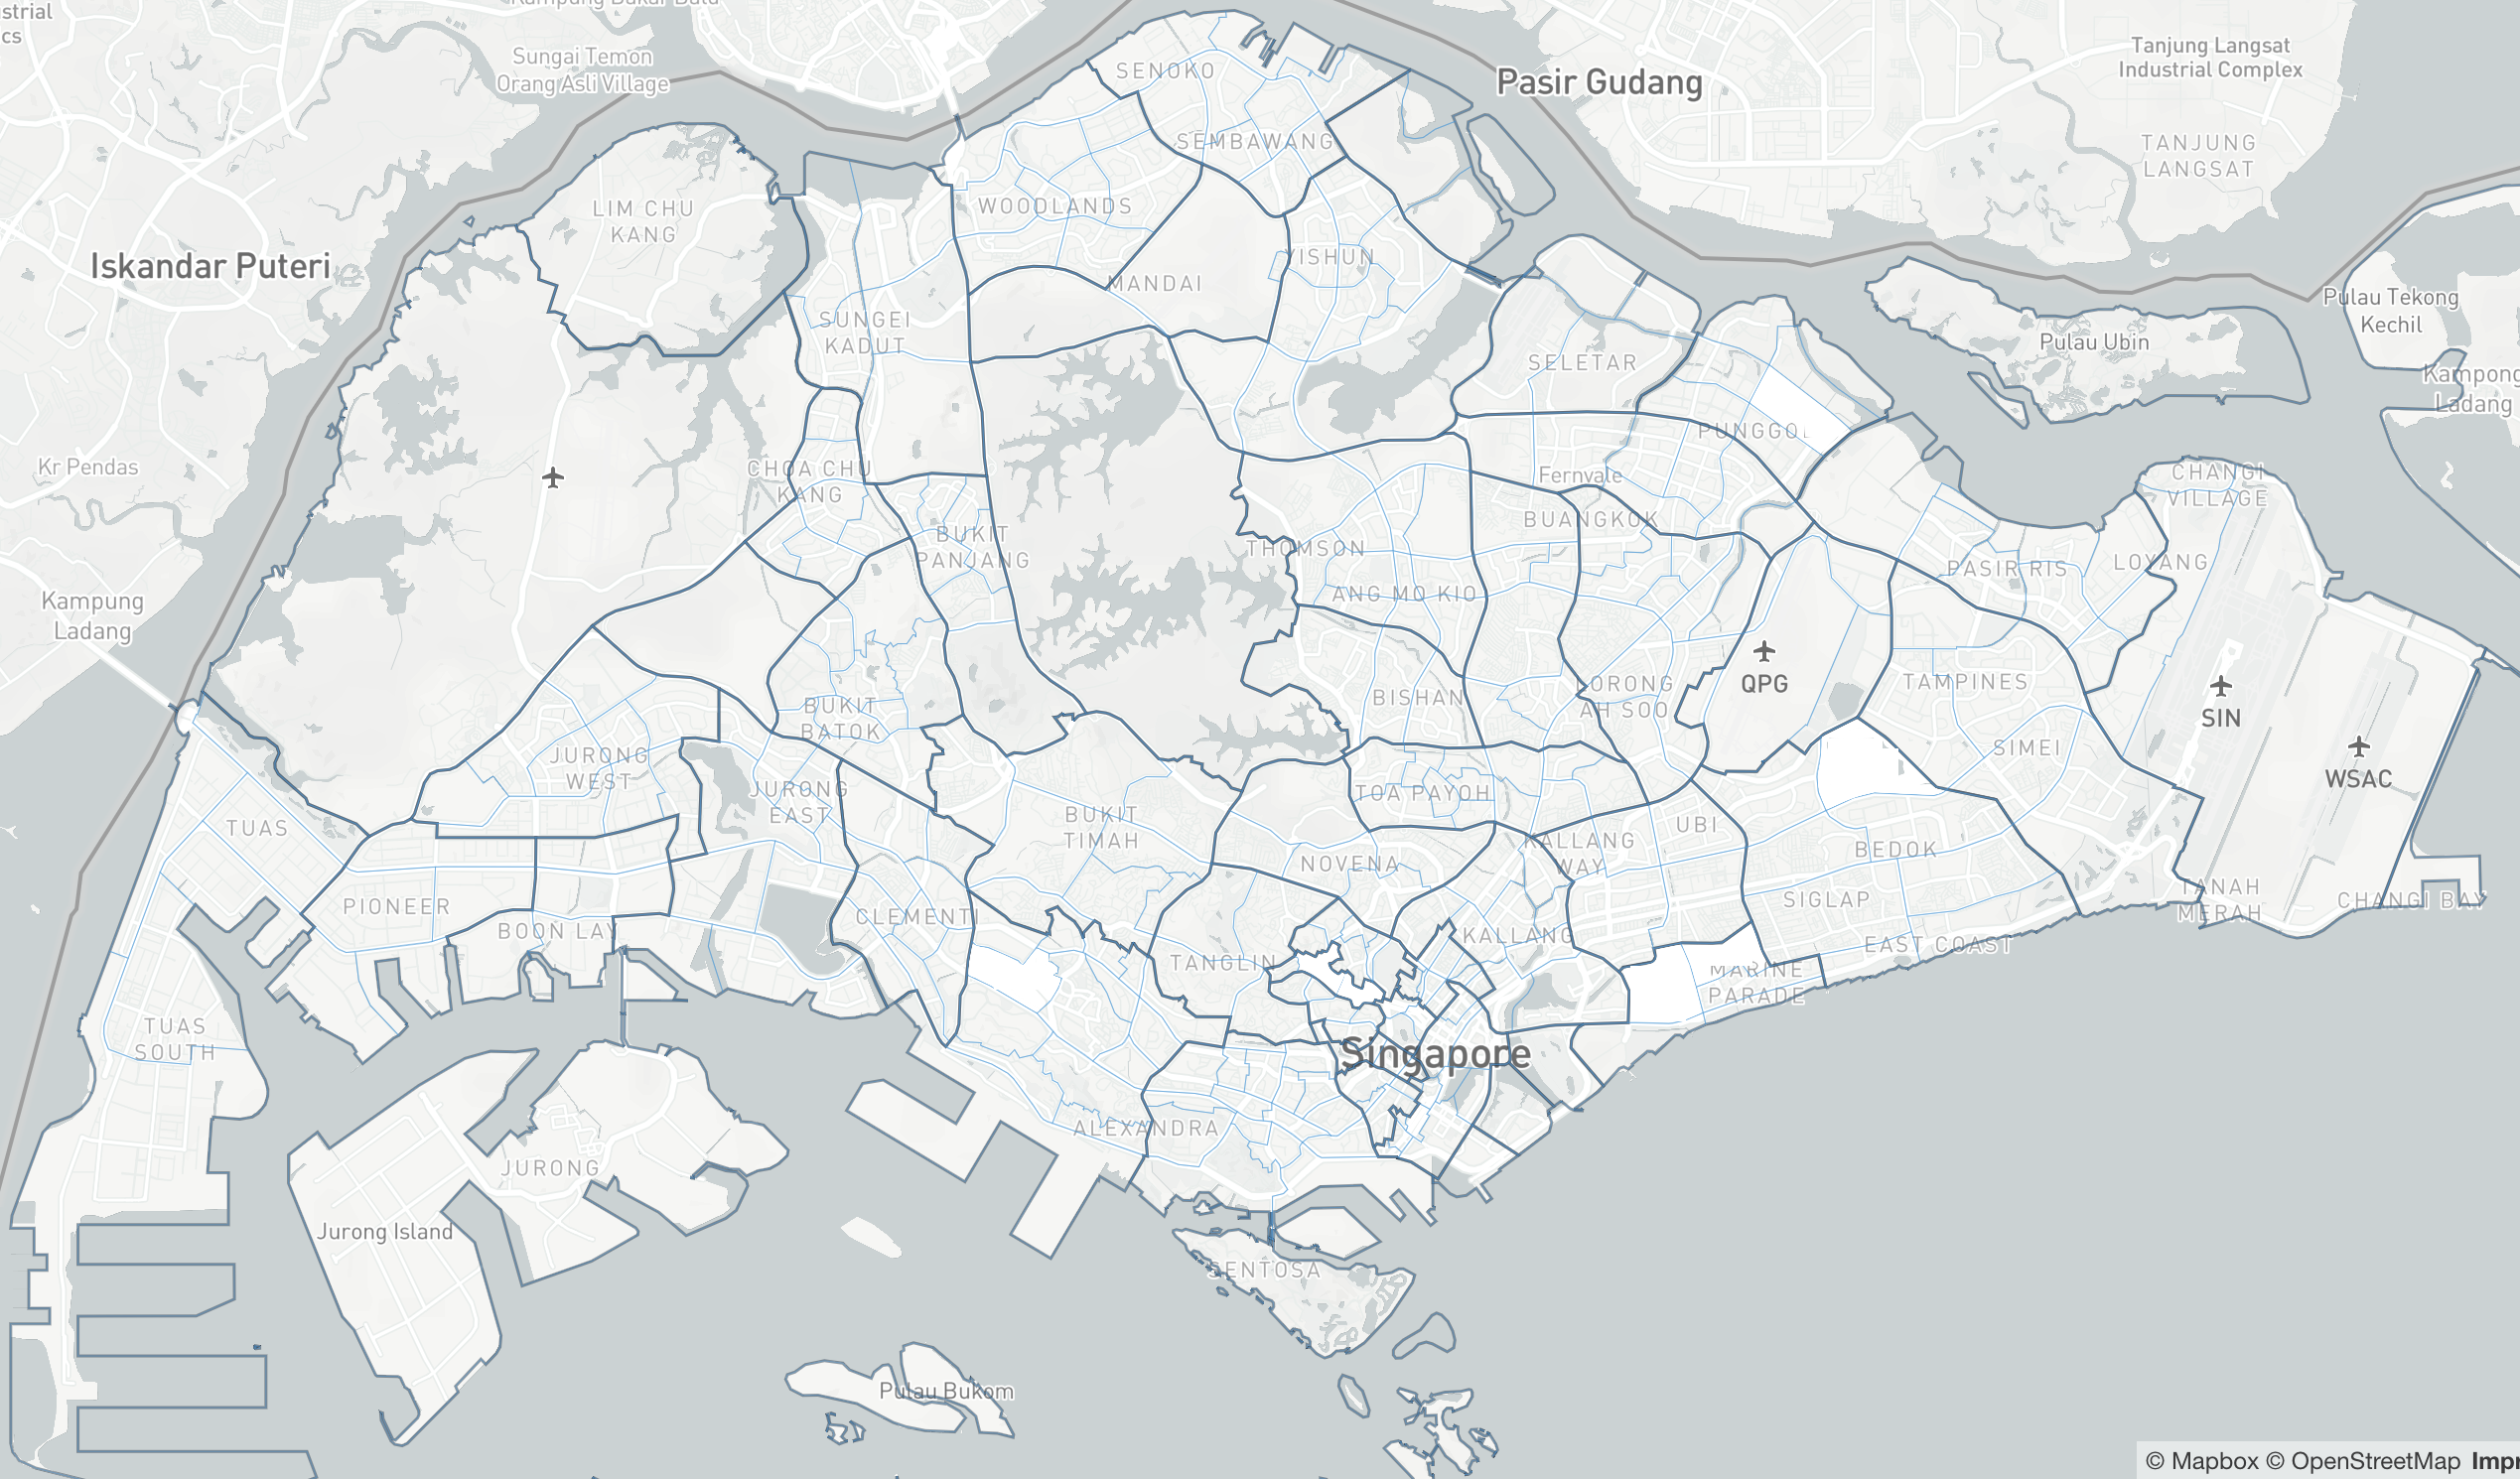 strial
cs
Kampung Bakar Batu
Sungai Temon
Orang Asli Village
SENOKO
Pasir Gudang
Tanjung Langsat
Industrial Complex
SEMBAWANG
TANJUNG
LANGSAT
LIM CHU
KANG
WOODLANDS
Iskandar Puteri
YISHUN
MANDAI
Pulau Tekong
Kechil
SUNGEI
KADUT
Pulau Ubin
SELETAR
Kampong
Ladang
PUNGGOL
Kr Pendas
CHOA CHU
KANG
Fernvale
CHANGI
VILLAGE
BUANGKOK
BUKIT
PANJANG
THOMSON
LOYANG
PASIR RIS
ANG MO KIO
Kampung
Ladang
QPG
TAMPINES
LORONG
AH SOO
BISHAN
BUKIT
BATOK
SIN
SIMEI
JURONG
WEST
WSAC
JURONG
EAST
TOA PAYOH
BUKIT
TIMAH
TUAS
UBI
KALLANG
WAY
BEDOK
NOVENA
SIGLAP
TANAH
MERAH
CHANGI BAY
PIONEER
CLEMENTI
BOON LAY
KALLANG
EAST COAST
TANGLIN
MARINE
PARADE
TUAS
SOUTH
Singapore
ALEXANDRA
JURONG
Jurong Island
SENTOSA
Pulau Bukom
© Mapbox © OpenStreetMap Impr